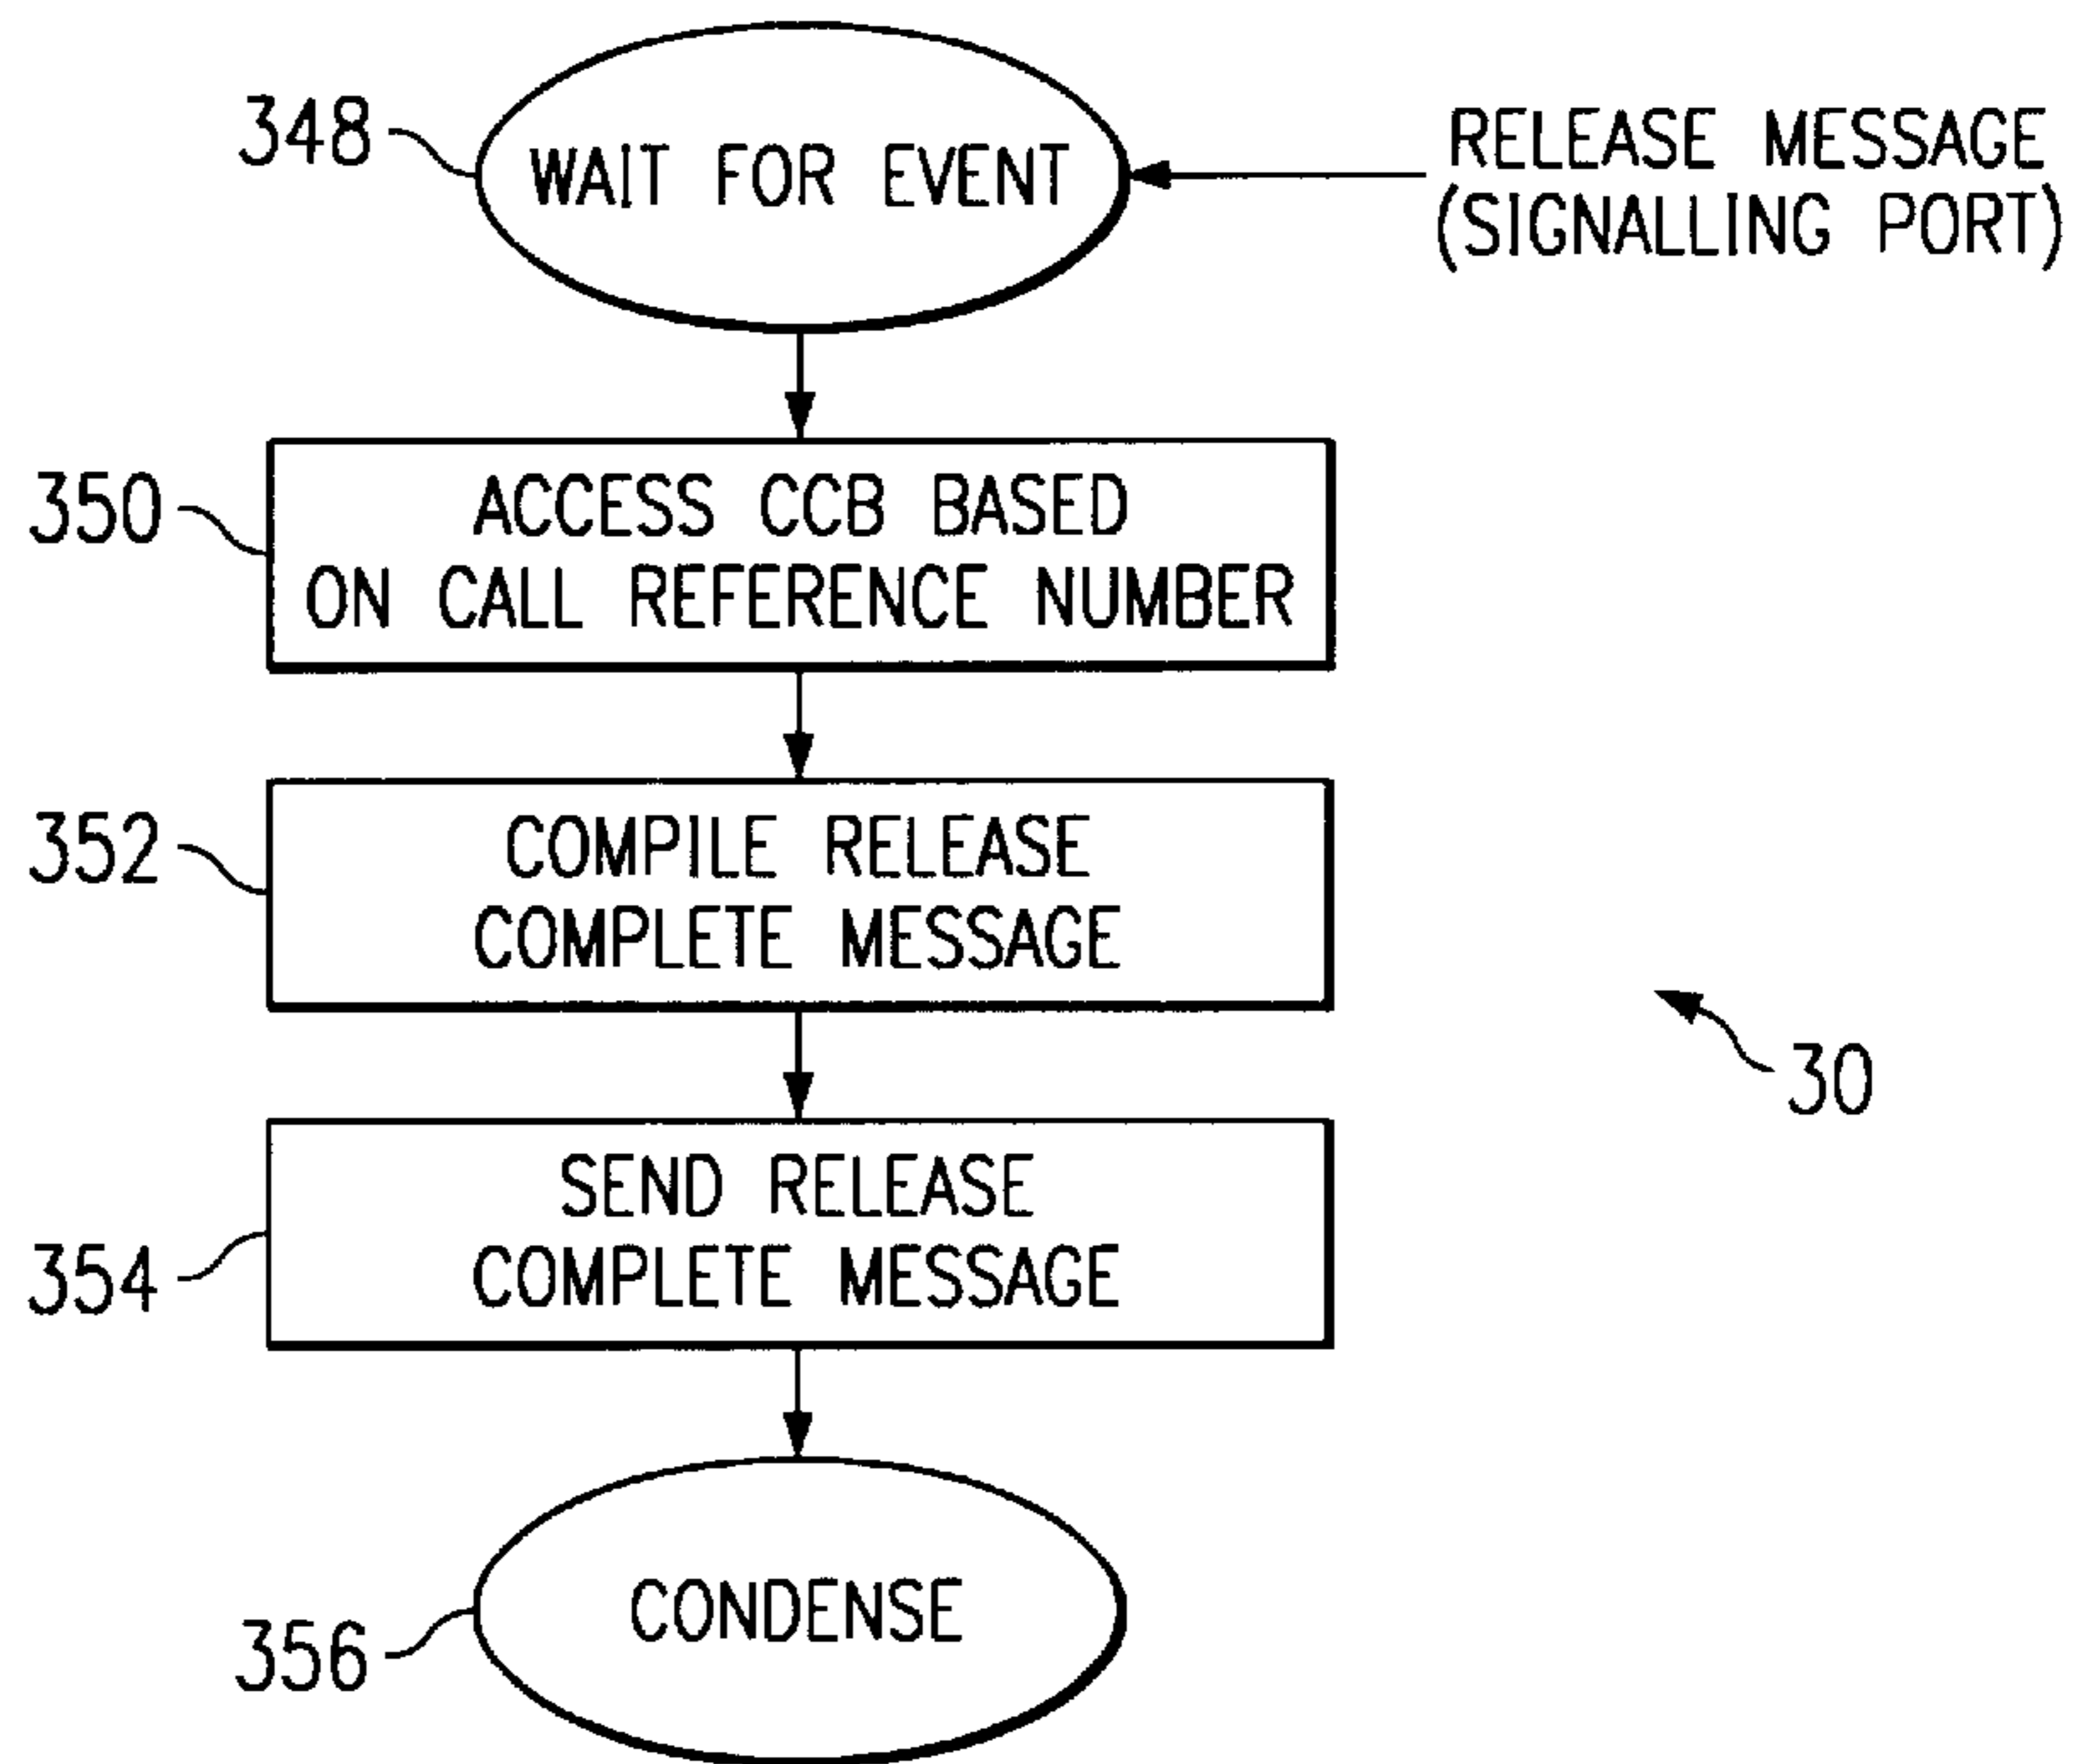 348
WAIT FOR EVENT
RELEASE MESSAGE
(SIGNALLING PORT)
350
ACCESS CCB BASED
ON CALL REFERENCE NUMBER
352
COMPILE RELEASE
COMPLETE MESSAGE
30
354
SEND RELEASE
COMPLETE MESSAGE
356
CONDENSE